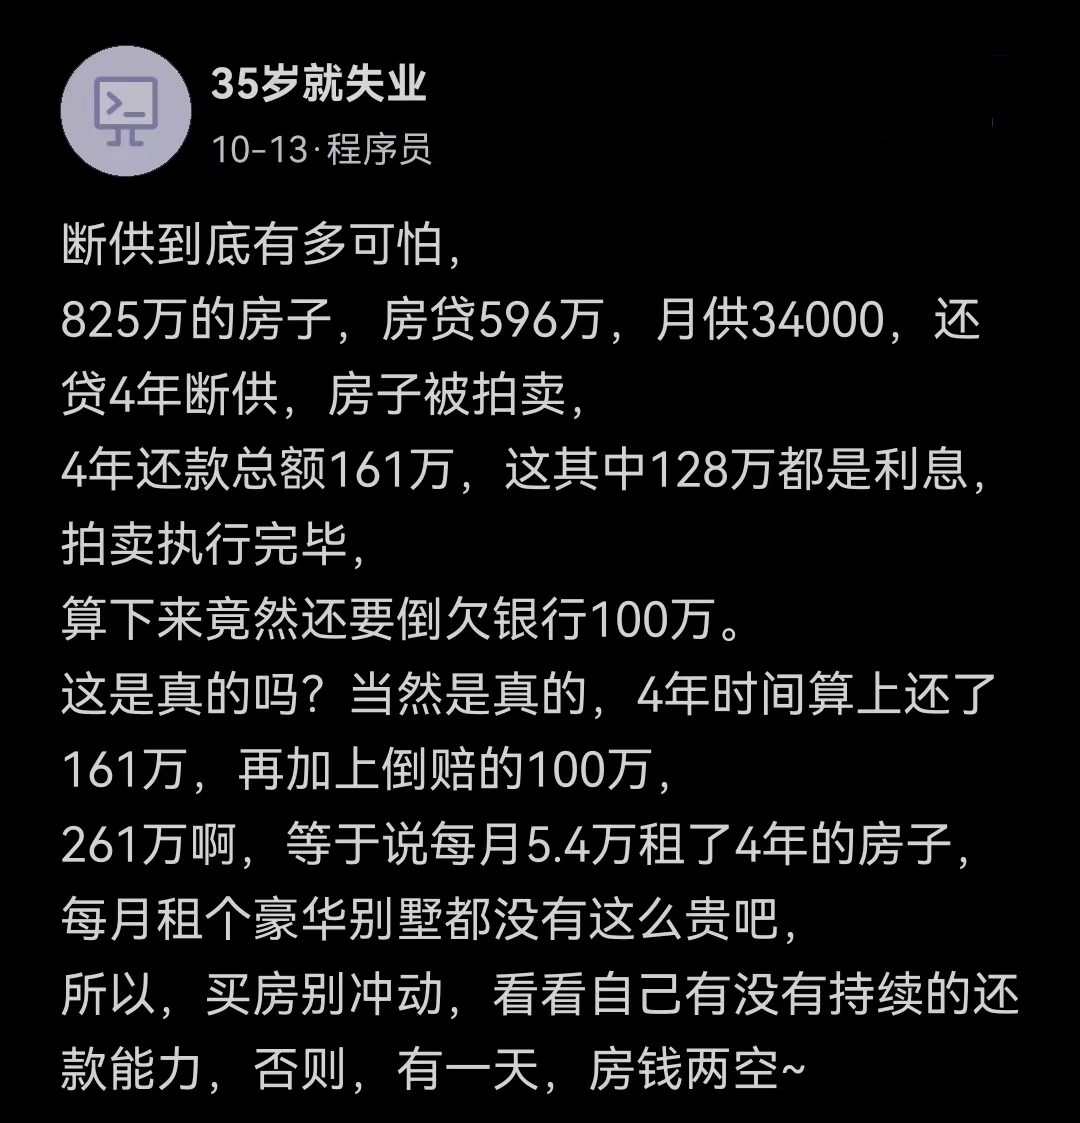 35岁就失业
10-13·程序员
断供到底有多可怕，
825万的房子，房贷596万，月供34000，还
贷4年断供，房子被拍卖，
4年还款总额161万，这其中128万都是利息，
拍卖执行完毕，
算下来竟然还要倒欠银行100万。
这是真的吗？当然是真的，4年时间算上还了
161万，再加上倒赔的100万，
261万啊，等于说每月5.4万租了4年的房子，
每月租个豪华别墅都没有这么贵吧，
所以，买房别冲动，看看自己有没有持续的还
款能力，否则，有一天，房钱两空~